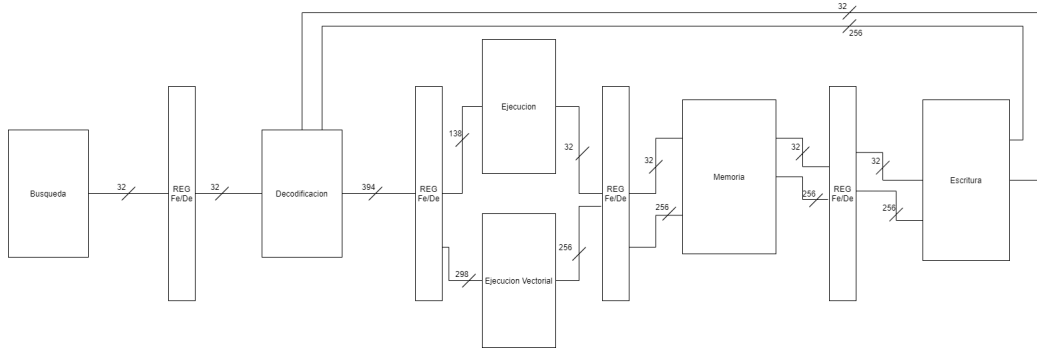 32
256
Ejecucion
138
32
32
32
32
Busqueda
32
REG
Fe/De
32
Decodificacion
394
REG
Fe/De
REG
Fe/De
Memoria
REG
Fe/De
Escritura
256
256
256
256
298
Ejecucion Vectorial